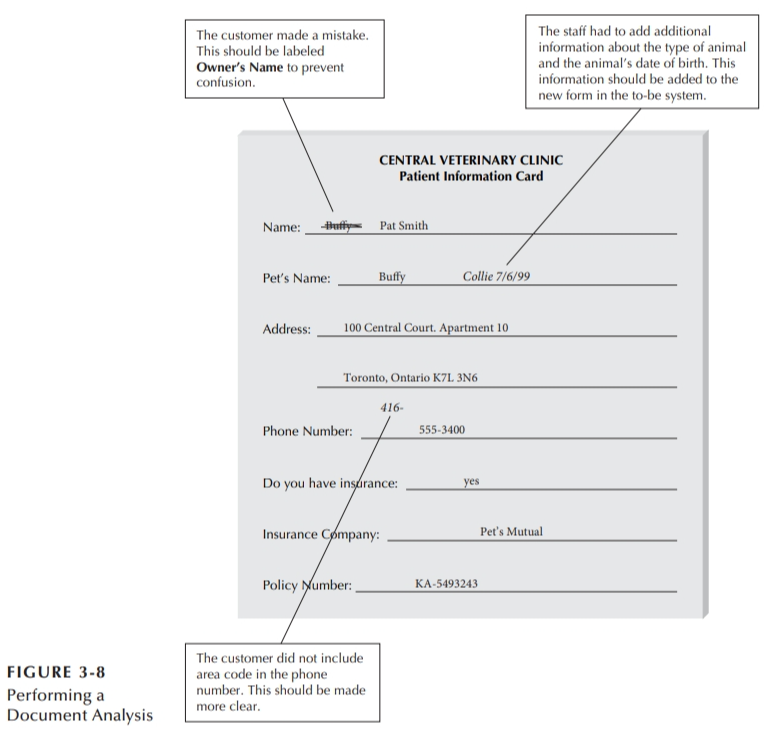 The customer made a mistake.
This should be labeled
Owner's Name to prevent
confusion.
The staff had to add additional
information about the type of animal
and the animal's date of birth. This
information should be added to the
new form in the to-be system.
CENTRAL VETERINARY CLINIC
Patient Information Card
Name: Buffy Pat Smith
Pet's Name: Buffy Collie 7/6/99
Address: 100 Central Court. Apartment 10
Toronto, Ontario K7L 3N6
416-
Phone Number: 555-3400
Do you have insurance: yes
Insurance Company: Pet's Mutual
Policy Number: KA-5493243
The customer did not include
area code in the phone
number. This should be made
more clear.
FIGURE 3-8
Performing a
Document Analysis